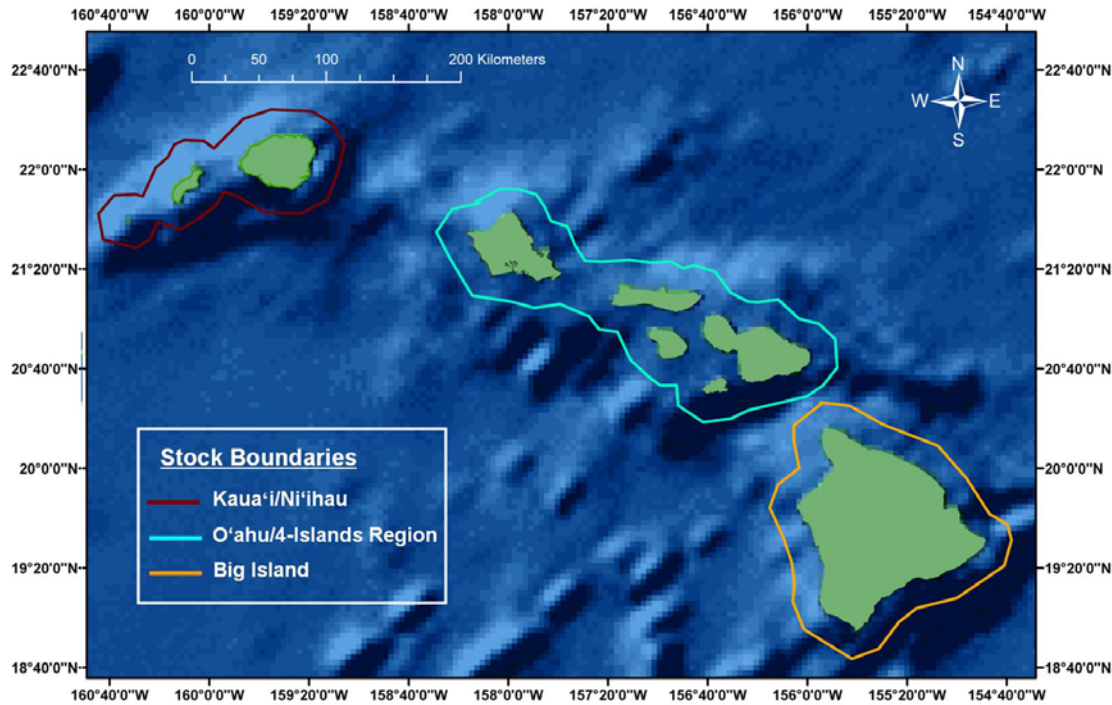 160°40'0"W 160°0'0"W 159°20'0"W 158°40'0"W 158°0'0"W 157°20'0"W 156°40'0"W 156°0'0"W 155°20'0"W 154°40'0"W
0 50 100 200 Kilometers
22°40'0"N 22°40'0"N
N
W E
S
22°0'0"N 22°0'0"N
21°20'0"N 21°20'0"N
20°40'0"N 20°40'0"N
Stock Boundaries
20°0'0"N 20°0'0"N
Kauaʻi/Niʻihau
Oʻahu/4-Islands Region
19°20'0"N 19°20'0"N
Big Island
18°40'0"N 18°40'0"N
160°40'0"W 160°0'0"W 159°20'0"W 158°40'0"W 158°0'0"W 157°20'0"W 156°40'0"W 156°0'0"W 155°20'0"W 154°40'0"W